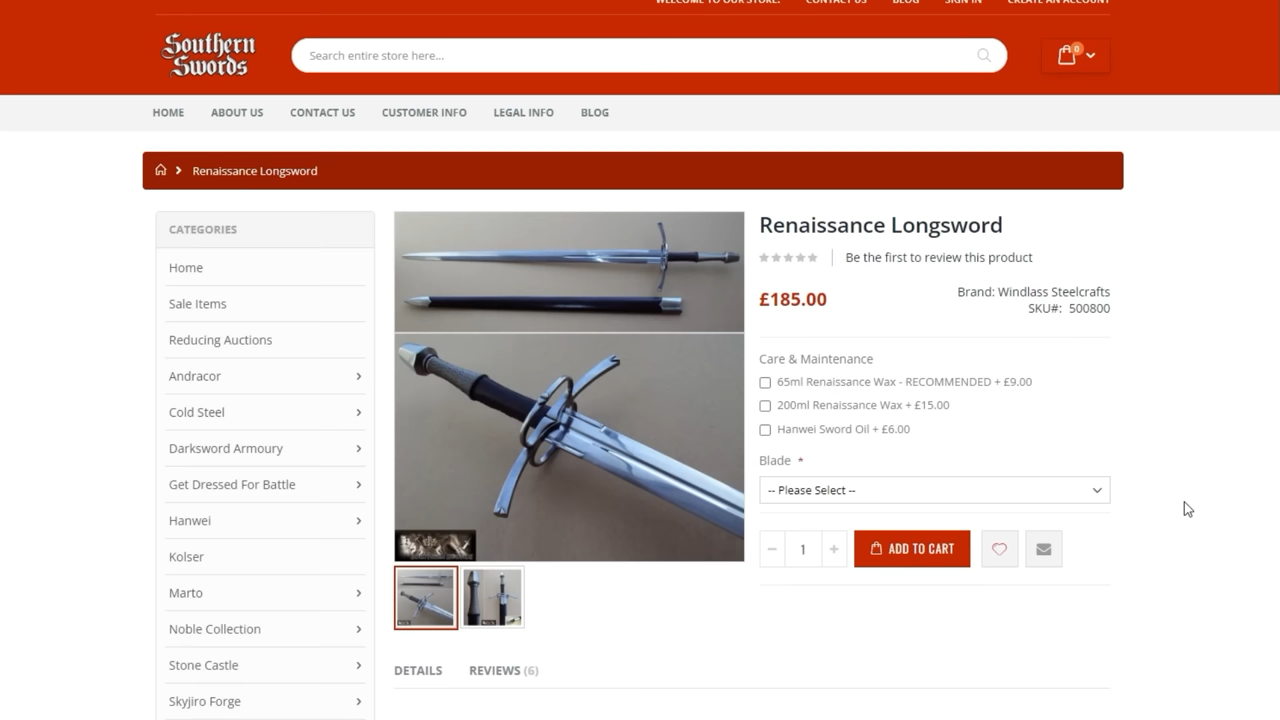 WELCOME TO OUR STORE. CONTACT US BLOG SIGN IN CREATE AN ACCOUNT
Southern
Swords
Search entire store here...
0
HOME ABOUT US CONTACT US CUSTOMER INFO LEGAL INFO BLOG
Renaissance Longsword
CATEGORIES
Home
Sale Items
Reducing Auctions
Andracor
Cold Steel
Darksword Armoury
Get Dressed For Battle
Hanwei
Kolser
Marto
Noble Collection
Stone Castle
Skyjiro Forge
Renaissance Longsword
Be the first to review this product
£185.00
Brand: Windlass Steelcrafts
SKU#: 500800
Care & Maintenance
65ml Renaissance Wax - RECOMMENDED + £9.00
200ml Renaissance Wax + £15.00
Hanwei Sword Oil + £6.00
Blade *
-- Please Select --
1
ADD TO CART
DETAILS REVIEWS (6)